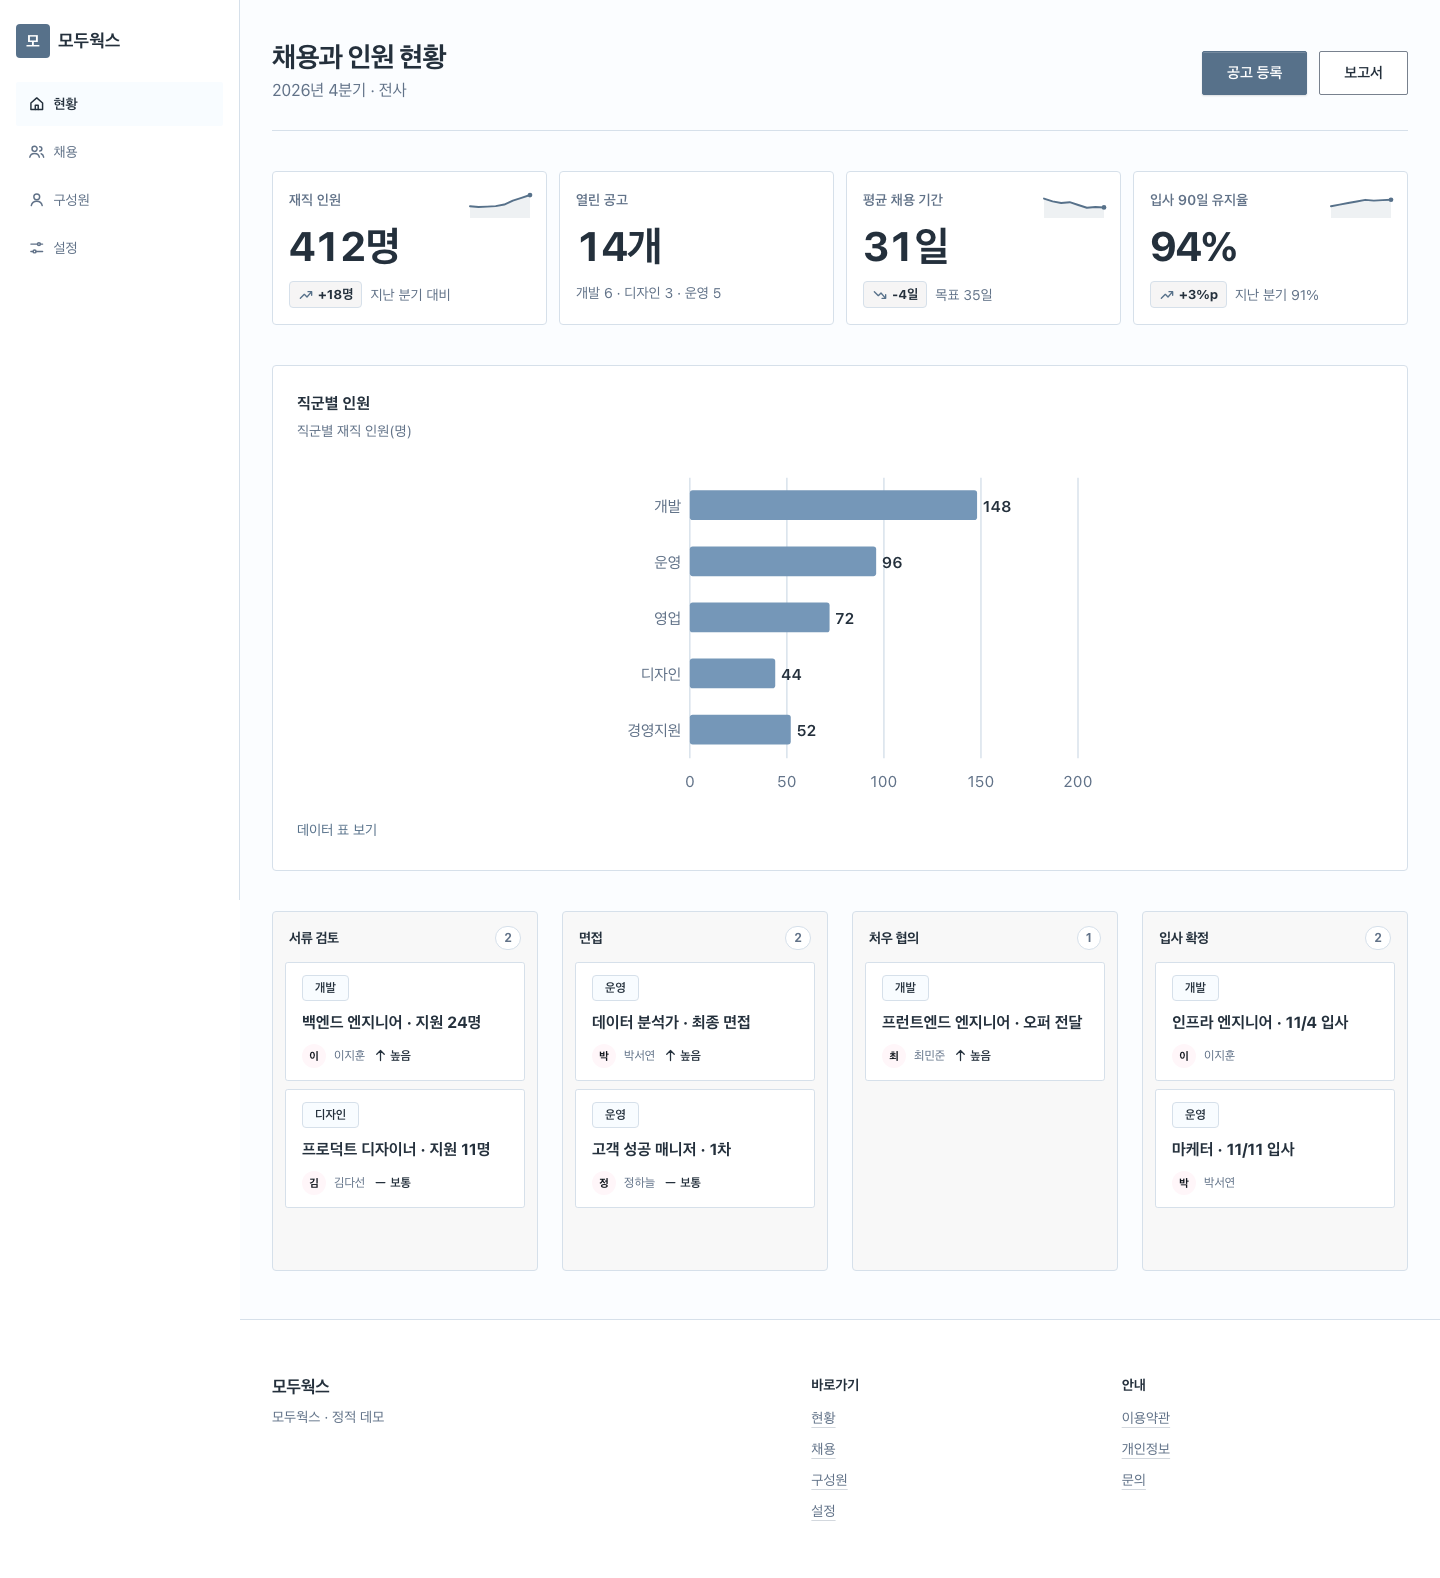 모 모두웍스
현황
채용
구성원
설정
채용과 인원 현황
2026년 4분기 · 전사
공고 등록
보고서
재직 인원
412명
+18명 지난 분기 대비
열린 공고
14개
개발 6 · 디자인 3 · 운영 5
평균 채용 기간
31일
-4일 목표 35일
입사 90일 유지율
94%
+3%p 지난 분기 91%
직군별 인원
직군별 재직 인원(명)
개발 148
운영 96
영업 72
디자인 44
경영지원 52
0 50 100 150 200
데이터 표 보기
서류 검토 2
개발
백엔드 엔지니어 · 지원 24명
이 이지훈 ↑ 높음
디자인
프로덕트 디자이너 · 지원 11명
김 김다선 — 보통
면접 2
운영
데이터 분석가 · 최종 면접
박 박서연 ↑ 높음
운영
고객 성공 매니저 · 1차
정 정하늘 — 보통
처우 협의 1
개발
프런트엔드 엔지니어 · 오퍼 전달
최 최민준 ↑ 높음
입사 확정 2
개발
인프라 엔지니어 · 11/4 입사
이 이지훈
운영
마케터 · 11/11 입사
박 박서연
모두웍스
모두웍스 · 정적 데모
바로가기
현황
채용
구성원
설정
안내
이용약관
개인정보
문의